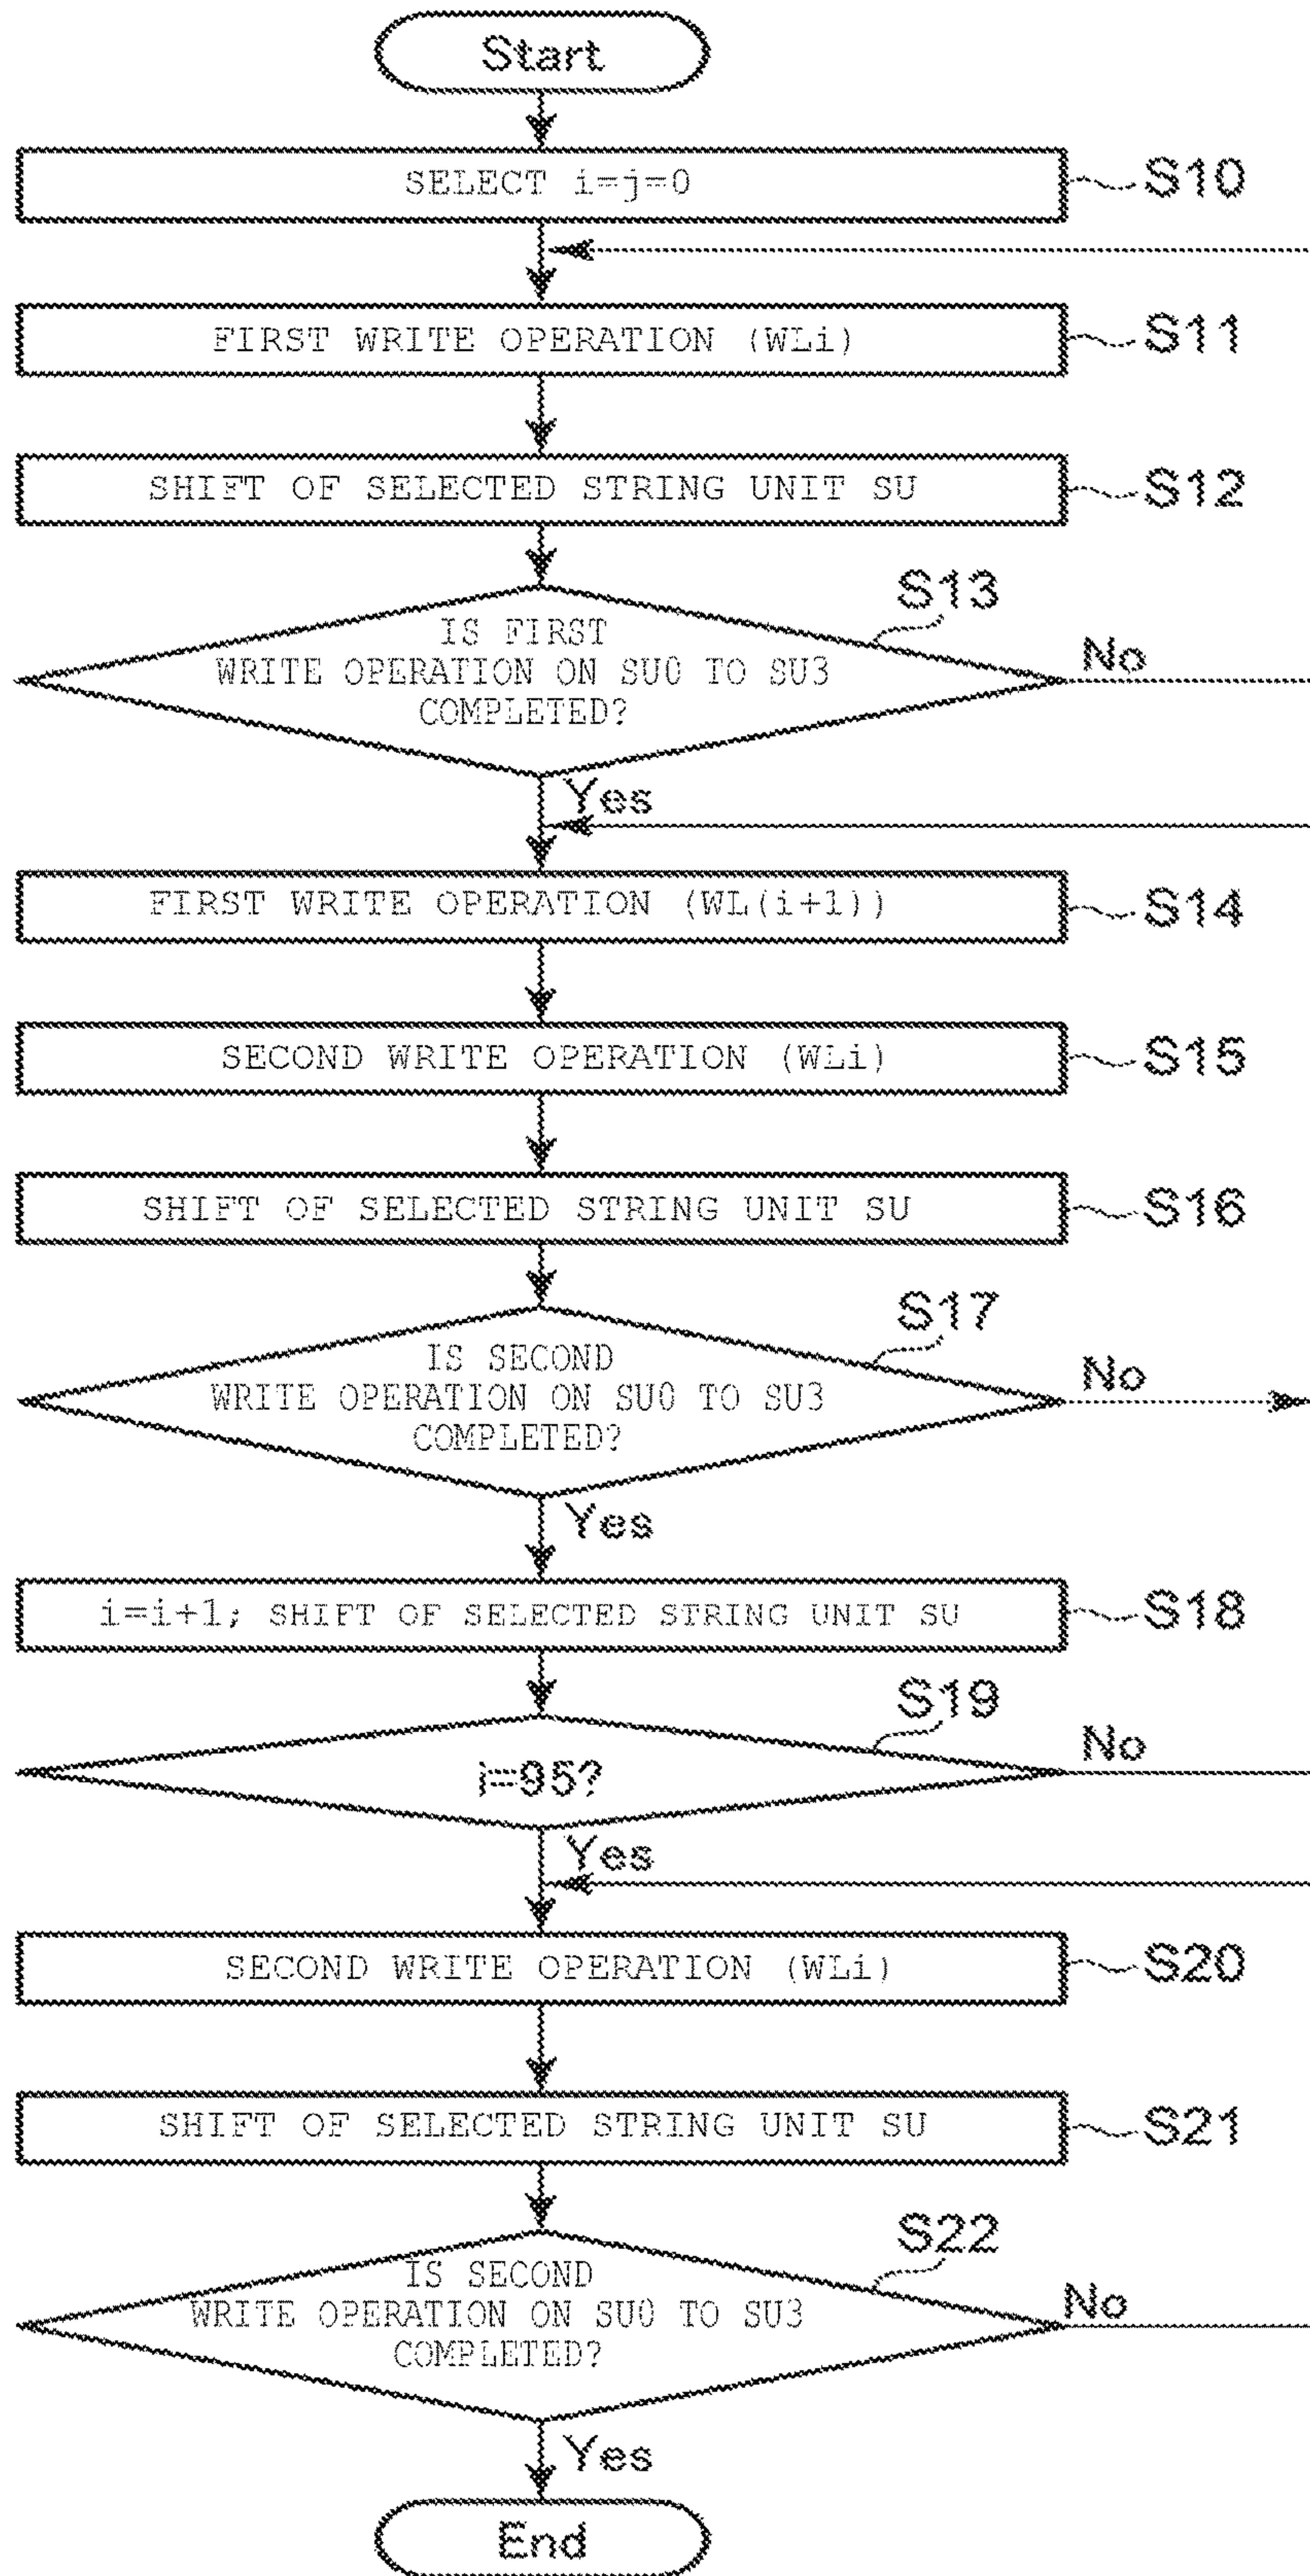 Start
SELECT i=j=0
S10
FIRST WRITE OPERATION (WLi)
S11
SHIFT OF SELECTED STRING UNIT SU
S12
S13
IS FIRST
WRITE OPERATION ON SU0 TO SU3
COMPLETED?
No
Yes
FIRST WRITE OPERATION (WL(i+1))
S14
SECOND WRITE OPERATION (WLi)
S15
SHIFT OF SELECTED STRING UNIT SU
S16
S17
IS SECOND
WRITE OPERATION ON SU0 TO SU3
COMPLETED?
No
Yes
i=i+1; SHIFT OF SELECTED STRING UNIT SU
S18
S19
i=95?
No
Yes
SECOND WRITE OPERATION (WLi)
S20
SHIFT OF SELECTED STRING UNIT SU
S21
S22
IS SECOND
WRITE OPERATION ON SU0 TO SU3
COMPLETED?
No
Yes
End